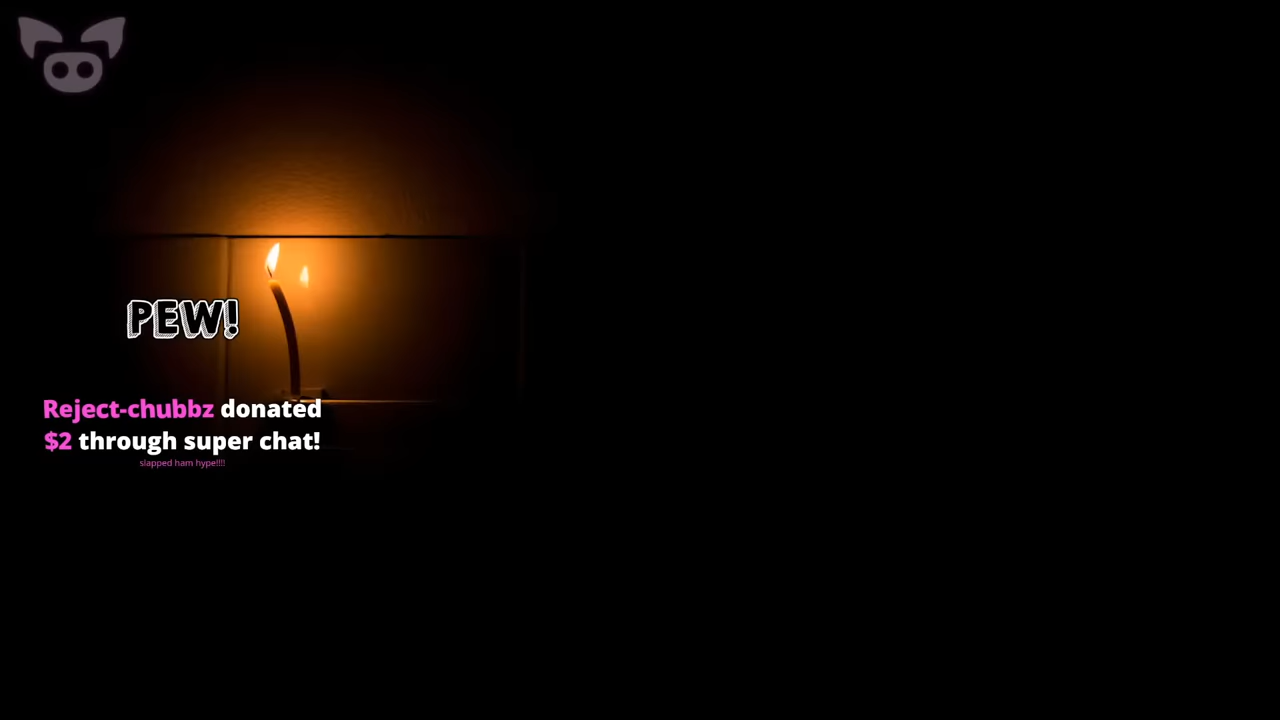 PEW!
Reject-chubbz donated
$2 through super chat!
slapped ham hype!!!!